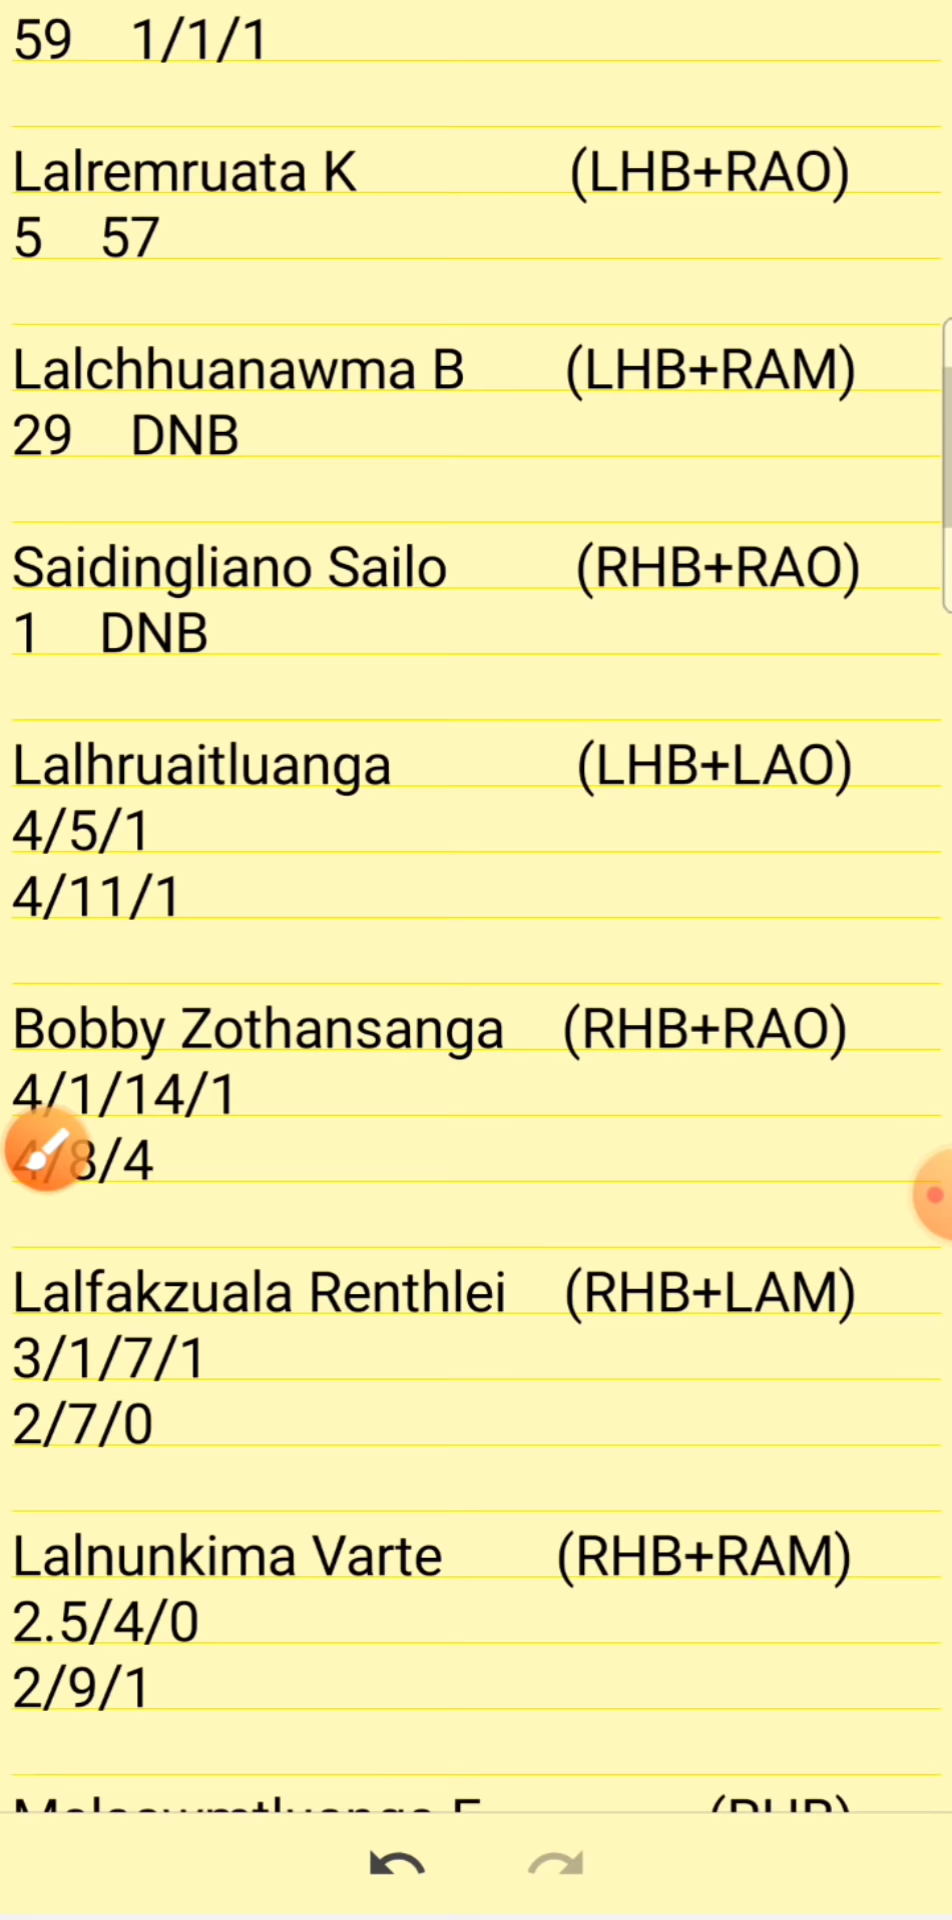 59 1/1/1
Lalremruata K (LHB+RAO)
5 57
Lalchhuanawma B (LHB+RAM)
29 DNB
Saidingliano Sailo (RHB+RAO)
1 DNB
Lalhruaitluanga (LHB+LAO)
4/5/1
4/11/1
Bobby Zothansanga (RHB+RAO)
4/1/14/1
4/8/4
Lalfakzuala Renthlei (RHB+LAM)
3/1/7/1
2/7/0
Lalnunkima Varte (RHB+RAM)
2.5/4/0
2/9/1